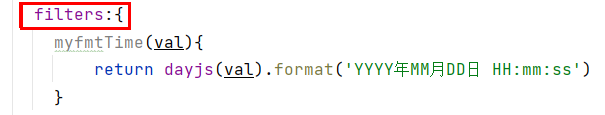 filters:{
myfmtTime(val){
return dayjs(val).format('YYYY年MM月DD日 HH:mm:ss')
}